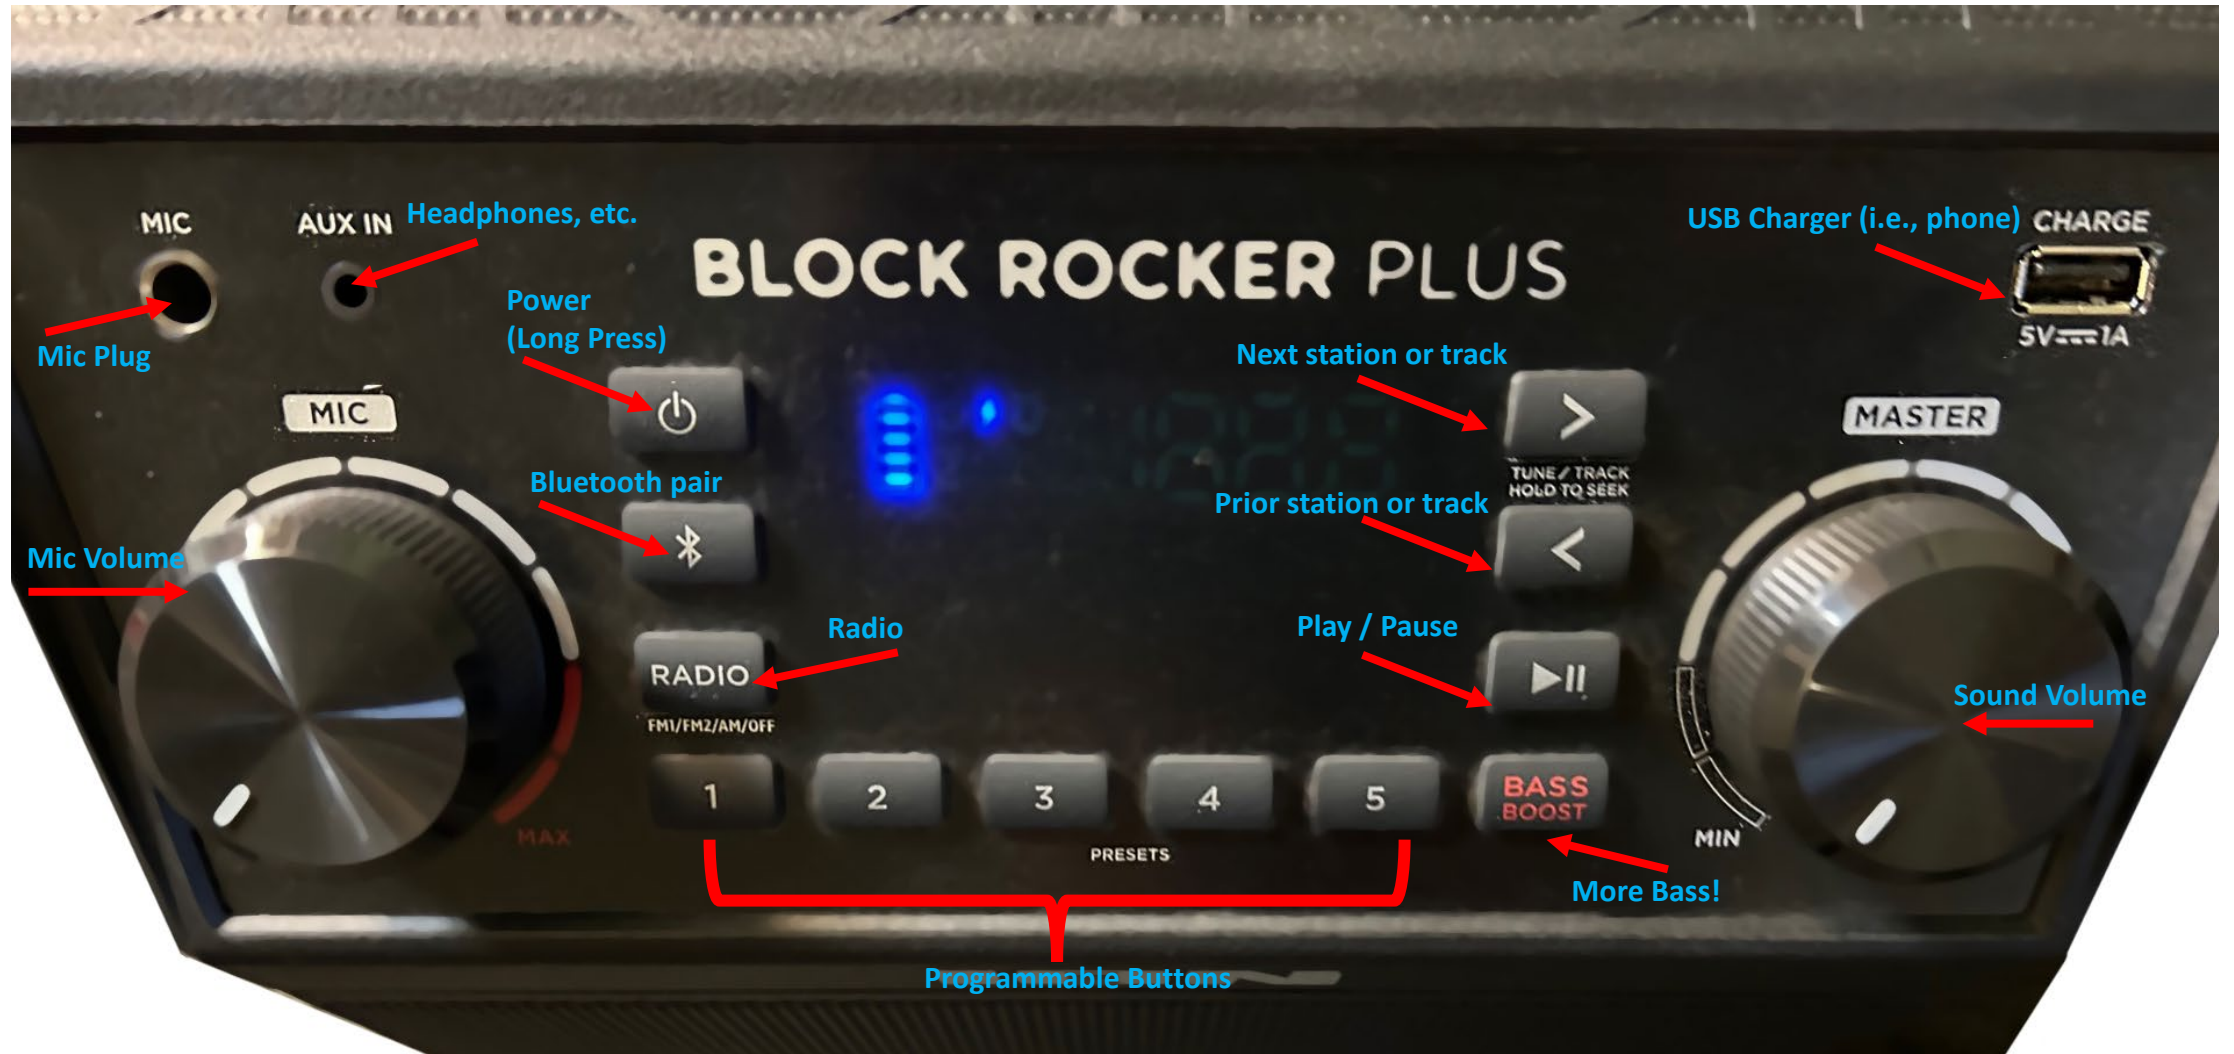 MIC
AUX IN
Headphones, etc.
USB Charger (i.e., phone)
CHARGE
BLOCK ROCKER PLUS
Mic Plug
Power
(Long Press)
5V⎓1A
Next station or track
MIC
MASTER
TUNE / TRACK
HOLD TO SEEK
Bluetooth pair
Prior station or track
Mic Volume
Radio
Play / Pause
RADIO
FM1/FM2/AM/OFF
Sound Volume
1
2
3
4
5
BASS
BOOST
MAX
MIN
PRESETS
More Bass!
Programmable Buttons